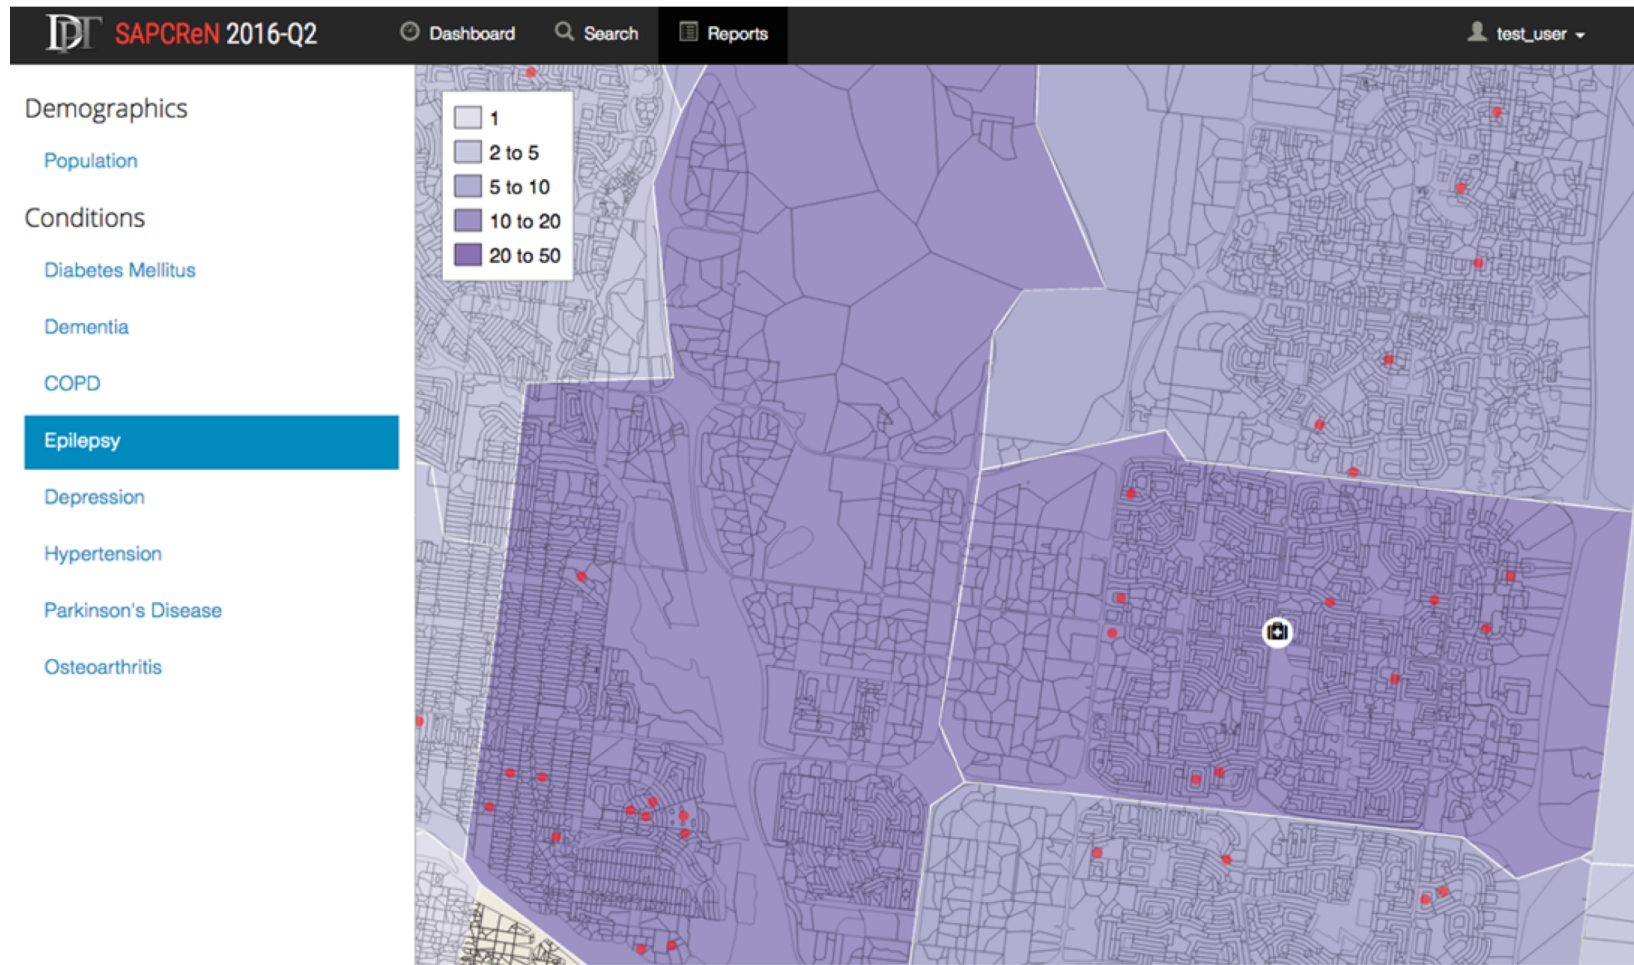 DPT SAPCReN 2016-Q2 Dashboard Search Reports test_user
Demographics
Population
Conditions
Diabetes Mellitus
Dementia
COPD
Epilepsy
Depression
Hypertension
Parkinson's Disease
Osteoarthritis
1
2 to 5
5 to 10
10 to 20
20 to 50